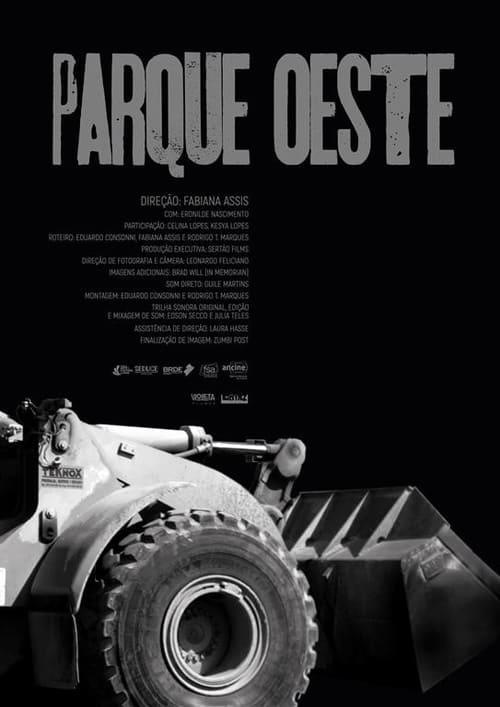 PARQUE OESTE
DIREÇÃO: FABIANA ASSIS
COM: ERONILDE NASCIMENTO
PARTICIPAÇÃO: CELINA LOPES, KESYA LOPES
ROTEIRO: EDUARDO CONSONNI, FABIANA ASSIS E RODRIGO T. MARQUES
PRODUÇÃO EXECUTIVA: SERTÃO FILMS
DIREÇÃO DE FOTOGRAFIA E CÂMERA: LEONARDO FELICIANO
IMAGENS ADICIONAIS: BRAD WILL (IN MEMORIAN)
SOM DIRETO: GUILE MARTINS
MONTAGEM: EDUARDO CONSONNI E RODRIGO T. MARQUES
TRILHA SONORA ORIGINAL, EDIÇÃO
E MIXAGEM DE SOM: EDSON SECCO E JULIA TELES
ASSISTÊNCIA DE DIREÇÃO: LAURA HASSE
FINALIZAÇÃO DE IMAGEM: ZUMBI POST
SEDUCE BRDE fsa ancine
VIOLETA
TEKNOX